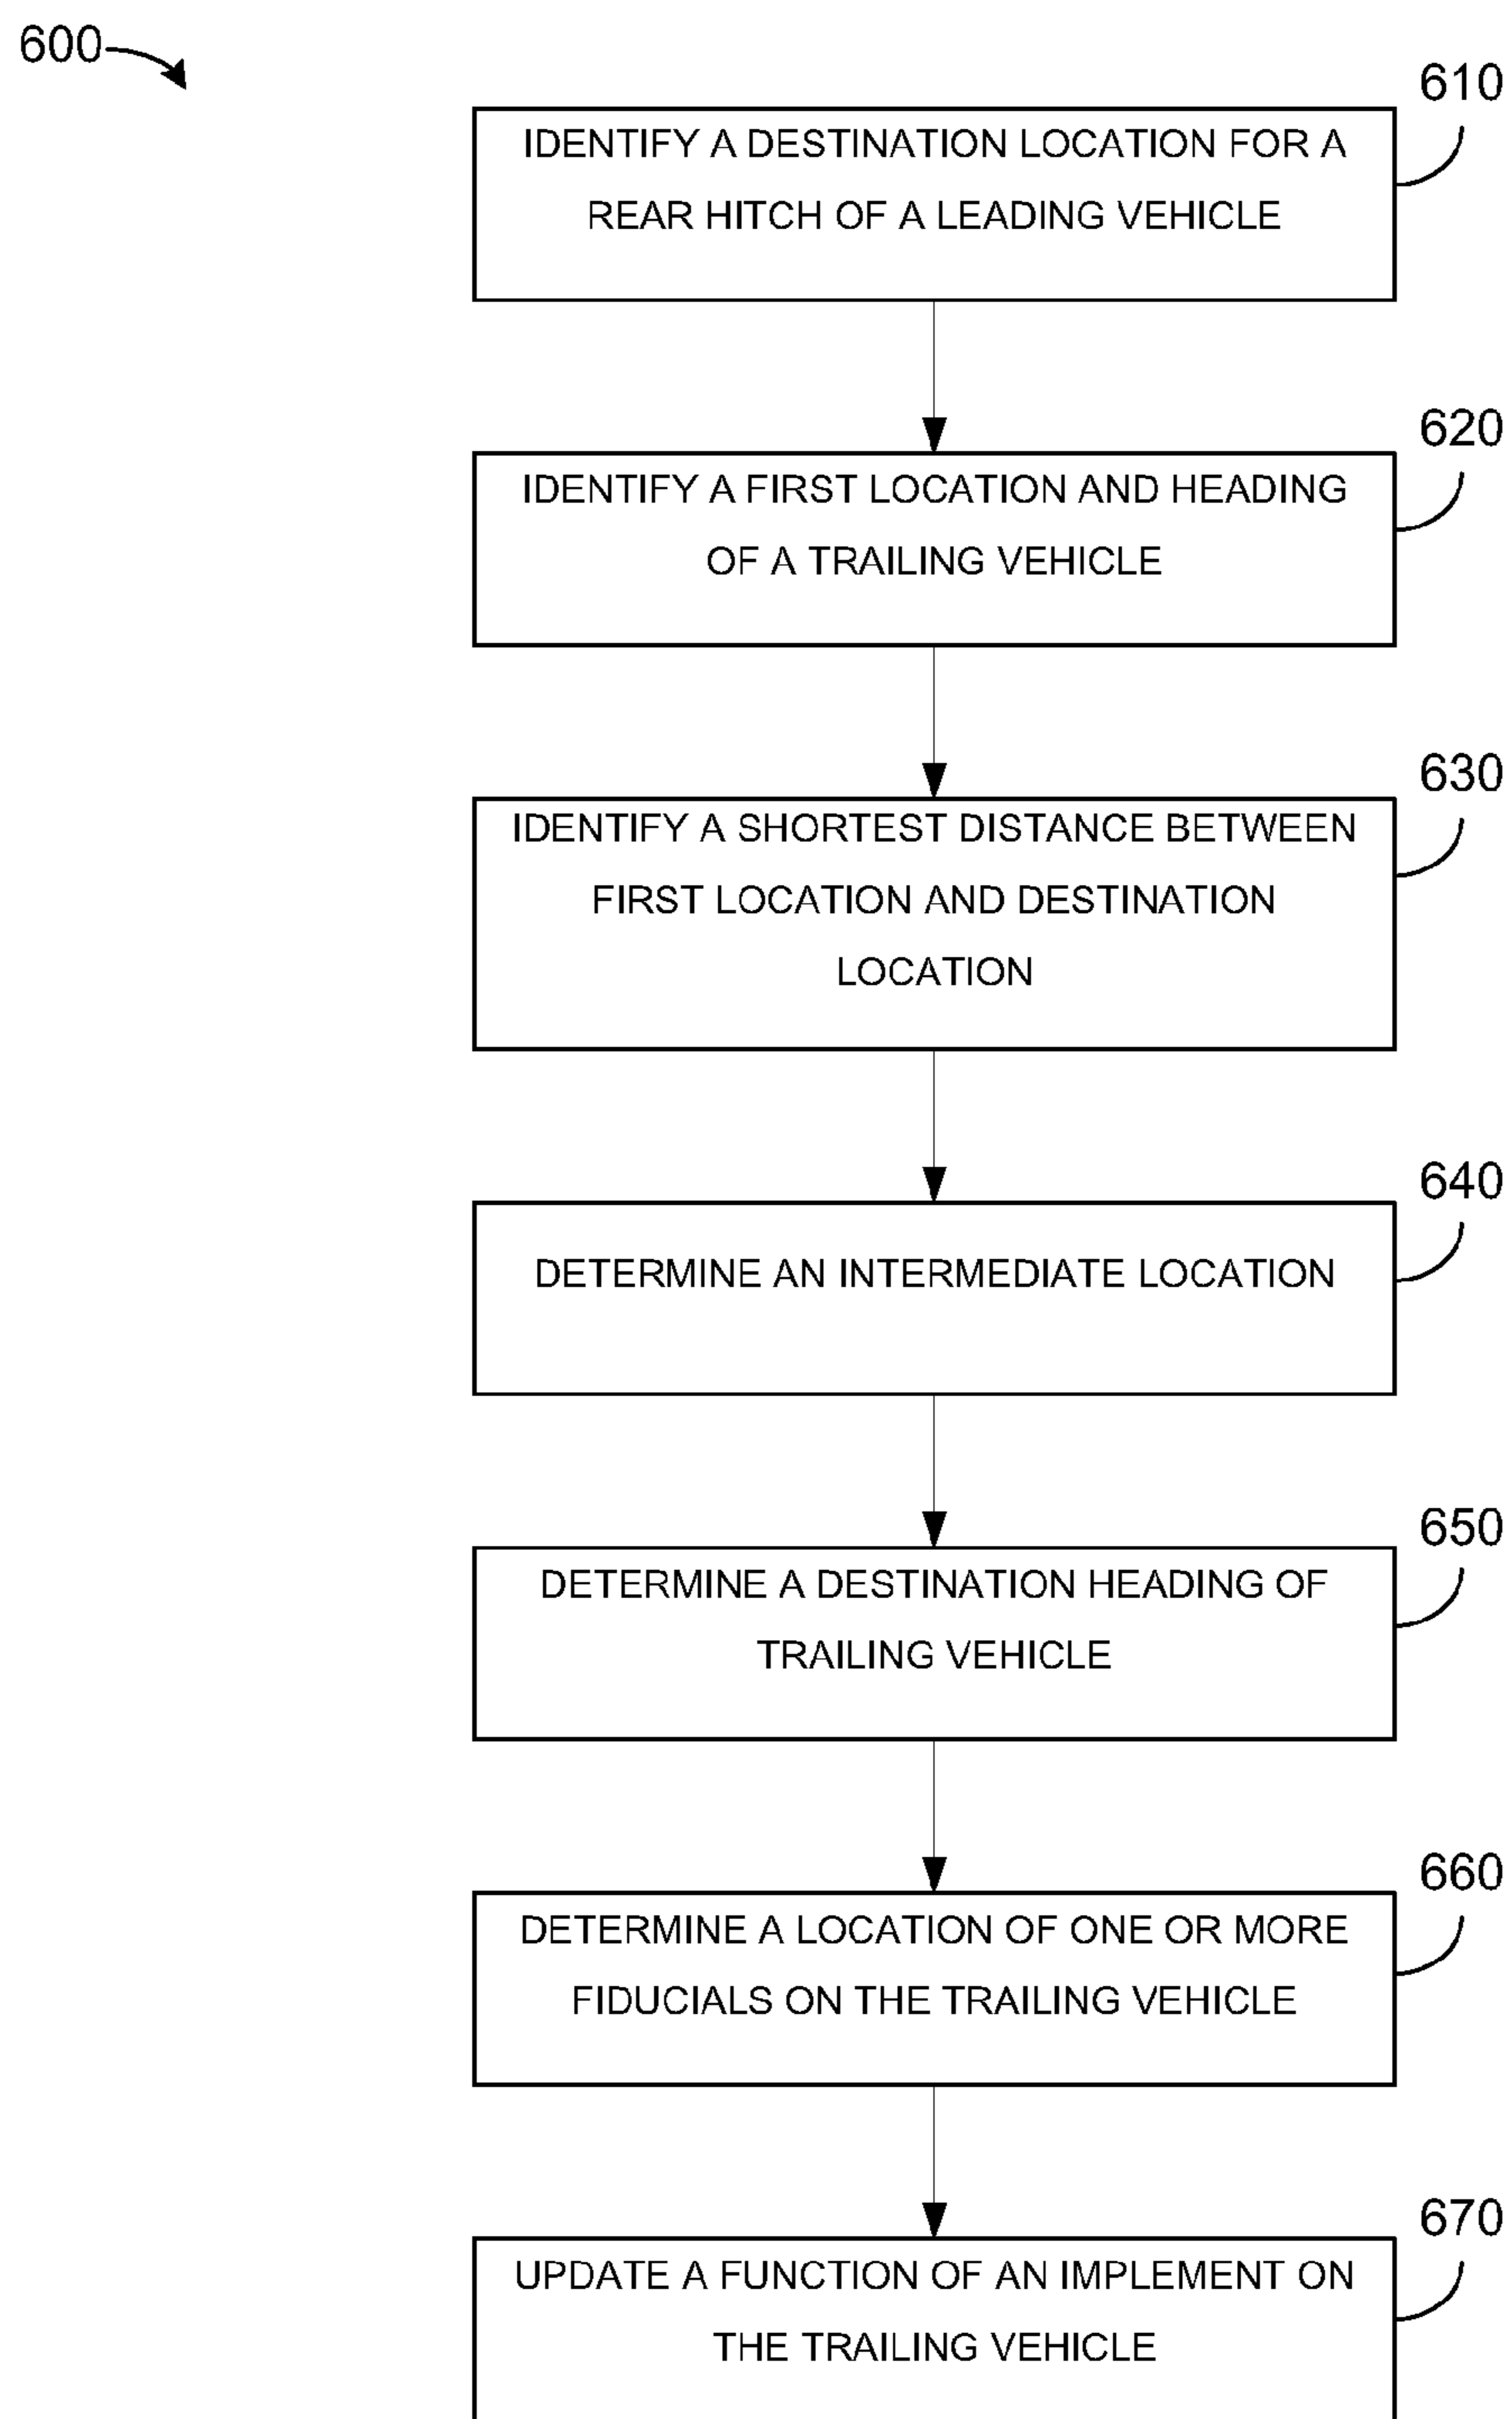 600
610
IDENTIFY A DESTINATION LOCATION FOR A
REAR HITCH OF A LEADING VEHICLE
620
IDENTIFY A FIRST LOCATION AND HEADING
OF A TRAILING VEHICLE
630
IDENTIFY A SHORTEST DISTANCE BETWEEN
FIRST LOCATION AND DESTINATION
LOCATION
640
DETERMINE AN INTERMEDIATE LOCATION
650
DETERMINE A DESTINATION HEADING OF
TRAILING VEHICLE
660
DETERMINE A LOCATION OF ONE OR MORE
FIDUCIALS ON THE TRAILING VEHICLE
670
UPDATE A FUNCTION OF AN IMPLEMENT ON
THE TRAILING VEHICLE